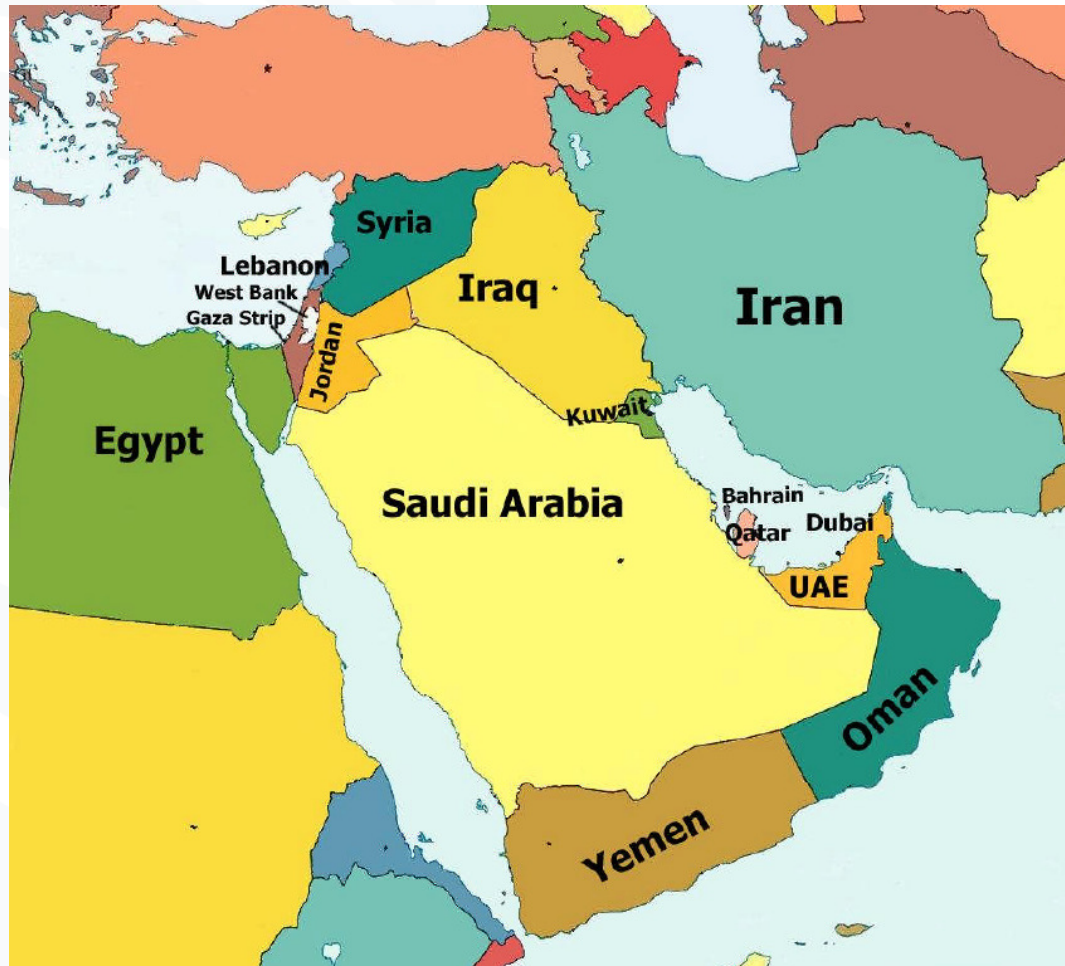 Syria
Lebanon
West Bank
Gaza Strip
Jordan
Iraq
Iran
Kuwait
Egypt
Saudi Arabia
Bahrain
Qatar
Dubai
UAE
Oman
Yemen